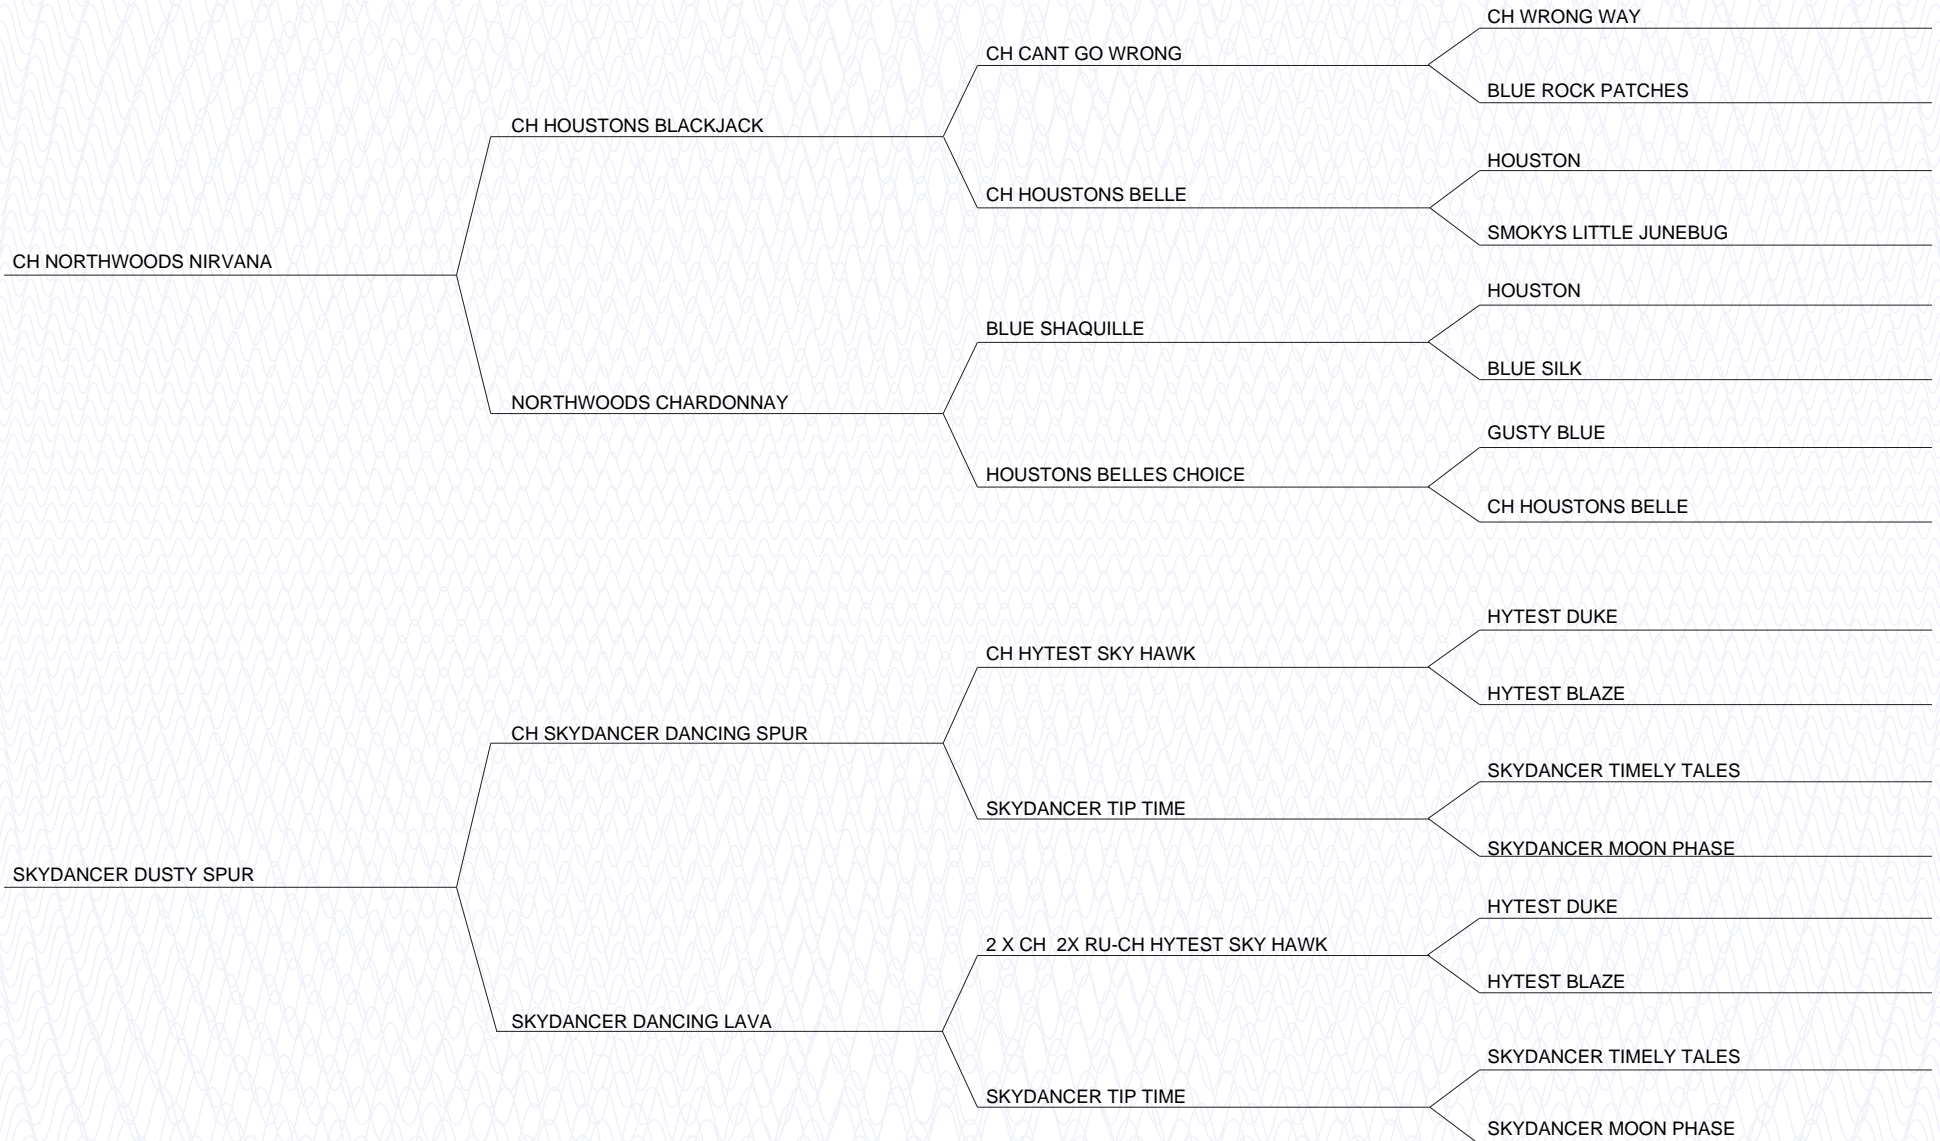 CH WRONG WAY
CH CANT GO WRONG
BLUE ROCK PATCHES
CH HOUSTONS BLACKJACK
HOUSTON
CH HOUSTONS BELLE
SMOKYS LITTLE JUNEBUG
CH NORTHWOODS NIRVANA
HOUSTON
BLUE SHAQUILLE
BLUE SILK
NORTHWOODS CHARDONNAY
GUSTY BLUE
HOUSTONS BELLES CHOICE
CH HOUSTONS BELLE
HYTEST DUKE
CH HYTEST SKY HAWK
HYTEST BLAZE
CH SKYDANCER DANCING SPUR
SKYDANCER TIMELY TALES
SKYDANCER TIP TIME
SKYDANCER MOON PHASE
SKYDANCER DUSTY SPUR
HYTEST DUKE
2 X CH  2X RU-CH HYTEST SKY HAWK
HYTEST BLAZE
SKYDANCER DANCING LAVA
SKYDANCER TIMELY TALES
SKYDANCER TIP TIME
SKYDANCER MOON PHASE